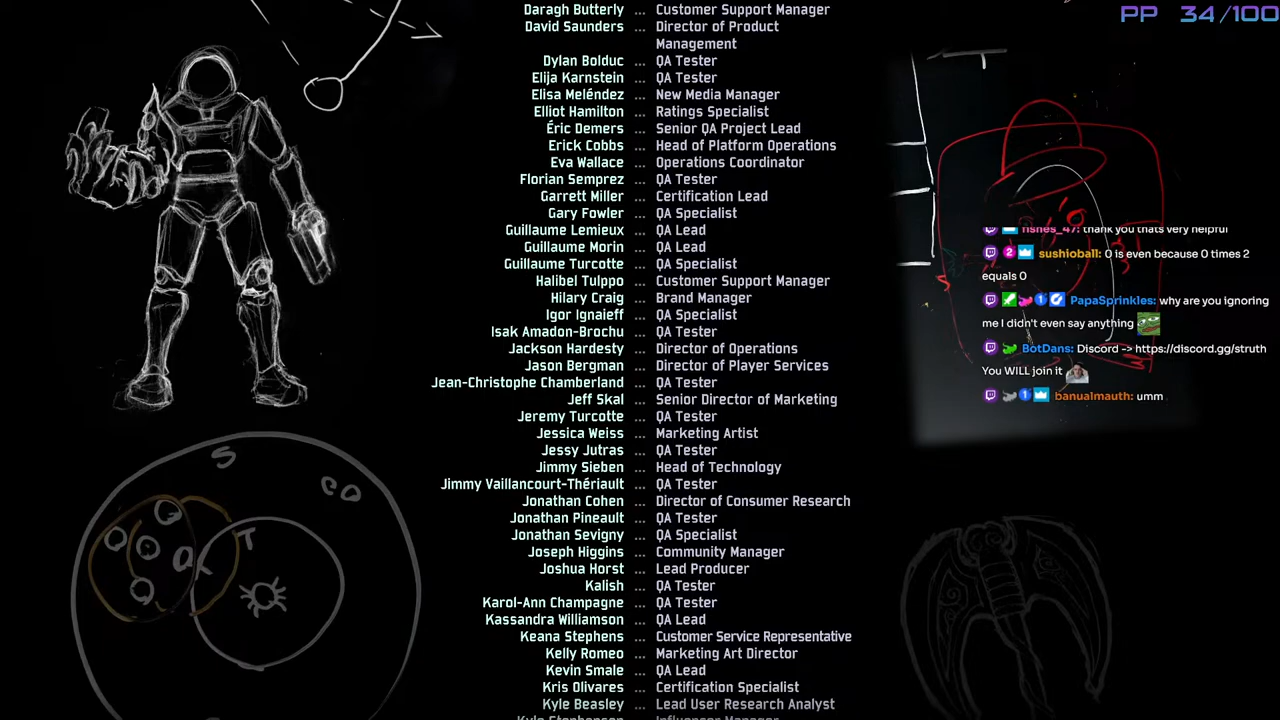 PP 34/100
Daragh Butterly ... Customer Support Manager
David Saunders ... Director of Product
Management
Dylan Bolduc ... QA Tester
Elija Karnstein ... QA Tester
Elisa Meléndez ... New Media Manager
Elliot Hamilton ... Ratings Specialist
Éric Demers ... Senior QA Project Lead
Erick Cobbs ... Head of Platform Operations
Eva Wallace ... Operations Coordinator
Florian Semprez ... QA Tester
Garrett Miller ... Certification Lead
Gary Fowler ... QA Specialist
Guillaume Lemieux ... QA Lead
Guillaume Morin ... QA Lead
Guillaume Turcotte ... QA Specialist
Halibel Tulppo ... Customer Support Manager
Hilary Craig ... Brand Manager
Igor Ignaieff ... QA Specialist
Isak Amadon-Brochu ... QA Tester
Jackson Hardesty ... Director of Operations
Jason Bergman ... Director of Player Services
Jean-Christophe Chamberland ... QA Tester
Jeff Skal ... Senior Director of Marketing
Jeremy Turcotte ... QA Tester
Jessica Weiss ... Marketing Artist
Jessy Jutras ... QA Tester
Jimmy Sieben ... Head of Technology
Jimmy Vaillancourt-Thériault ... QA Tester
Jonathan Cohen ... Director of Consumer Research
Jonathan Pineault ... QA Tester
Jonathan Sevigny ... QA Specialist
Joseph Higgins ... Community Manager
Joshua Horst ... Lead Producer
Kalish ... QA Tester
Karol-Ann Champagne ... QA Tester
Kassandra Williamson ... QA Lead
Keana Stephens ... Customer Service Representative
Kelly Romeo ... Marketing Art Director
Kevin Smale ... QA Lead
Kris Olivares ... Certification Specialist
Kyle Beasley ... Lead User Research Analyst
Kyle Stephenson ... Influencer Manager
thank you thats very helpful
sushioball: 0 is even because 0 times 2
equals 0
PapaSprinkles: why are you ignoring
me I didn't even say anything
BotDans: Discord -> https://discord.gg/struth
You WILL join it
banualmauth: umm
S
CO
T